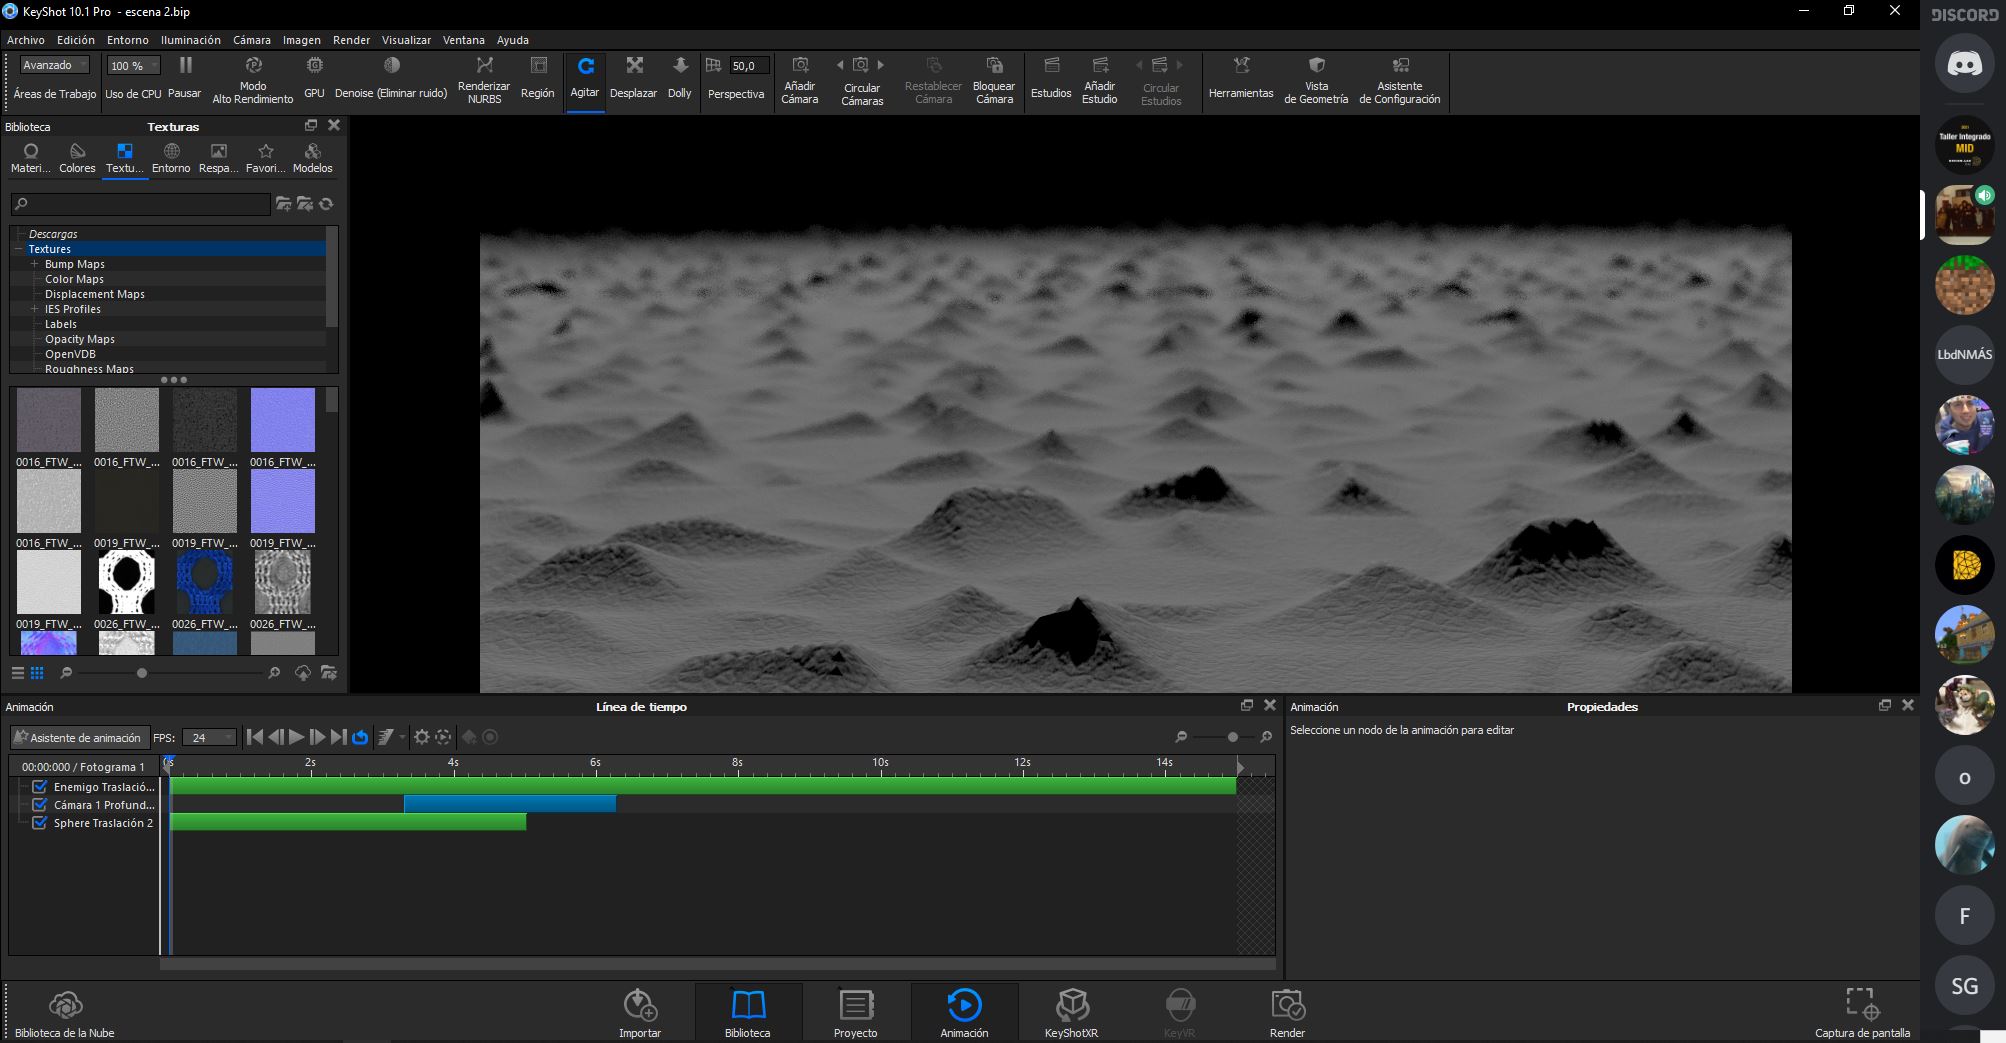 KeyShot 10.1 Pro - escena 2.bip
Archivo Edición Entorno Iluminación Cámara Imagen Render Visualizar Ventana Ayuda
Avanzado
Áreas de Trabajo
100 %
Uso de CPU
Pausar
Modo
Alto Rendimiento
GPU
Denoise (Eliminar ruido)
Renderizar
NURBS
Región
Agitar
Desplazar
Dolly
50,0
Perspectiva
Añadir
Cámara
Circular
Cámaras
Restablecer
Cámara
Bloquear
Cámara
Estudios
Añadir
Estudio
Circular
Estudios
Herramientas
Vista
de Geometría
Asistente
de Configuración
Biblioteca
Texturas
Materi... Colores Textu... Entorno Respa... Favori... Modelos
Descargas
Textures
Bump Maps
Color Maps
Displacement Maps
IES Profiles
Labels
Opacity Maps
OpenVDB
Roughness Maps
0016_FTW_... 0016_FTW_... 0016_FTW_... 0016_FTW_...
0016_FTW_... 0019_FTW_... 0019_FTW_... 0019_FTW_...
0019_FTW_... 0026_FTW_... 0026_FTW_... 0026_FTW_...
Animación
Línea de tiempo
Asistente de animación FPS: 24
00:00:000 / Fotograma 1
0s 2s 4s 6s 8s 10s 12s 14s
Enemigo Traslació...
Cámara 1 Profund...
Sphere Traslación 2
Animación
Propiedades
Seleccione un nodo de la animación para editar
Biblioteca de la Nube
Importar
Biblioteca
Proyecto
Animación
KeyShotXR
KeyVR
Render
Captura de pantalla
DISCORD
Taller Integrado
MID
LbdNMÁS
o
F
SG